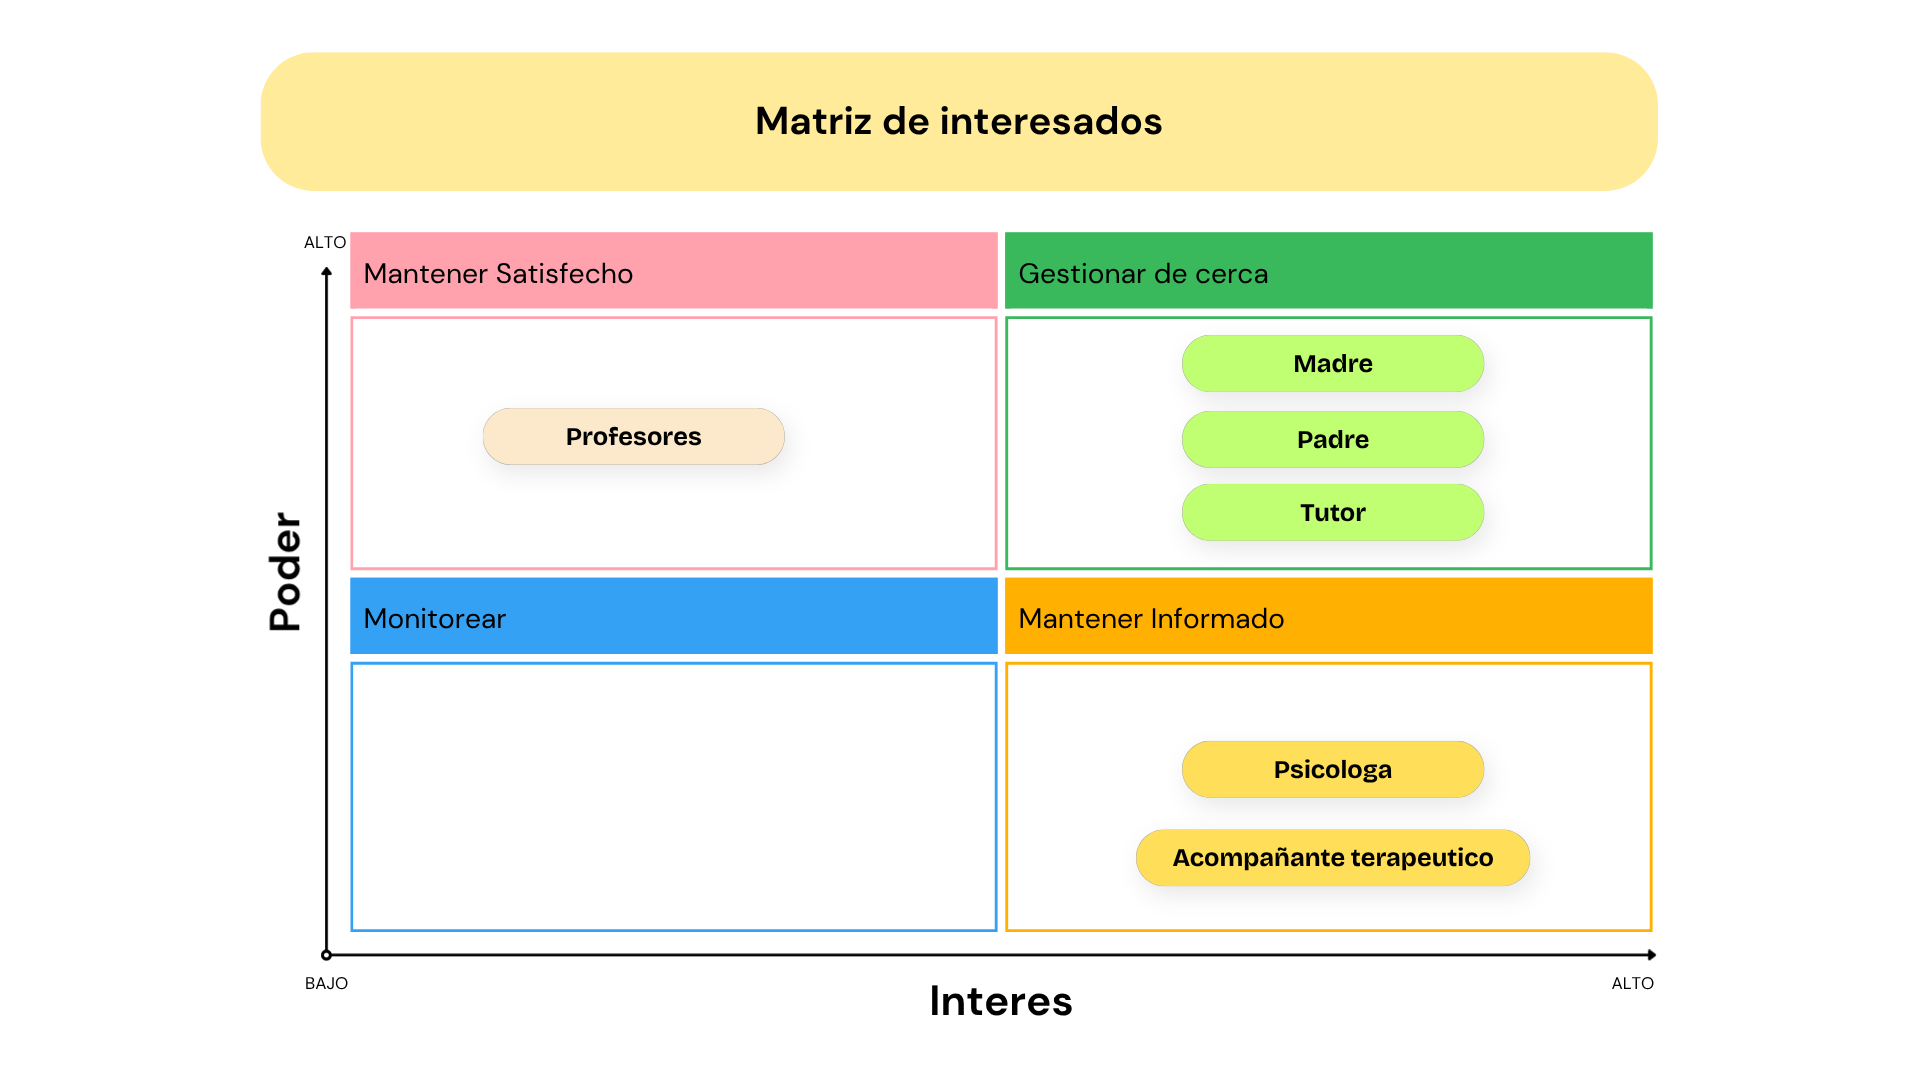 Matriz de interesados
ALTO
Mantener Satisfecho
Gestionar de cerca
Profesores
Madre
Padre
Tutor
Poder
Monitorear
Mantener Informado
Psicologa
Acompañante terapeutico
BAJO
Interes
ALTO